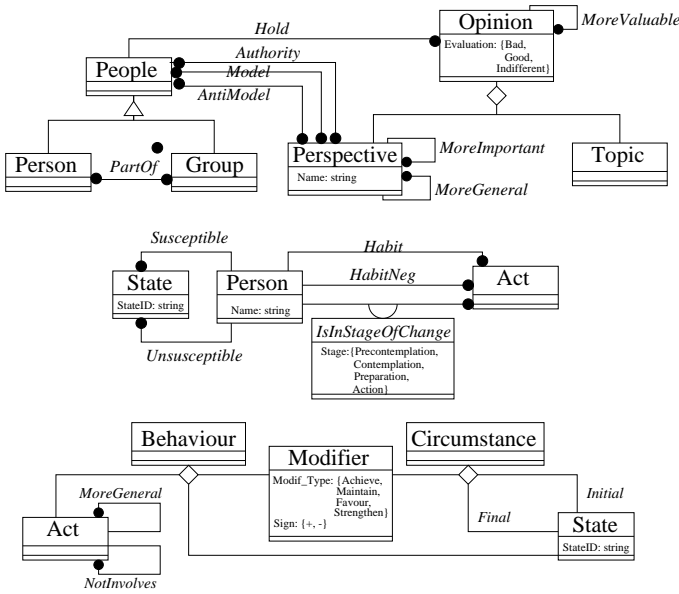 Hold
Opinion
MoreValuable
Evaluation: {Bad,
Good,
Indifferent}
People
Authority
Model
AntiModel
Person
PartOf
Group
Perspective
Name: string
MoreImportant
MoreGeneral
Topic
Susceptible
Habit
State
StateID: string
Person
Name: string
HabitNeg
Act
Unsusceptible
IsInStageOfChange
Stage:{Precontemplation,
Contemplation,
Preparation,
Action}
Behaviour
Circumstance
Modifier
Modif_Type: {Achieve,
Maintain,
Favour,
Strengthen}
Sign: {+, -}
MoreGeneral
Act
NotInvolves
Initial
Final
State
StateID: string